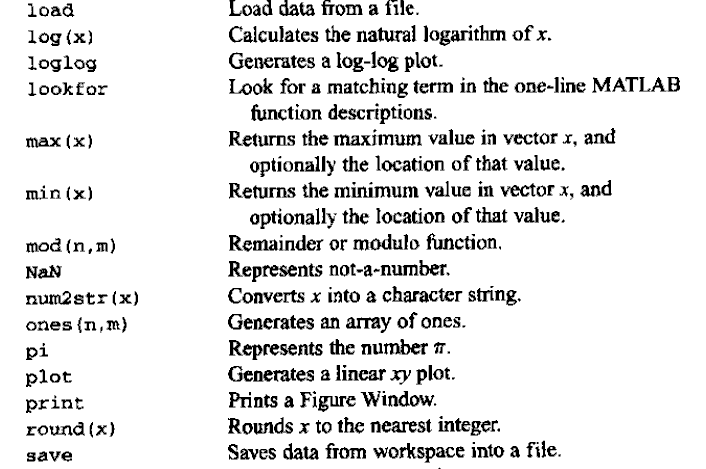 load Load data from a file.
log(x) Calculates the natural logarithm of x.
loglog Generates a log-log plot.
lookfor Look for a matching term in the one-line MATLAB
function descriptions.
max(x) Returns the maximum value in vector x, and
optionally the location of that value.
min(x) Returns the minimum value in vector x, and
optionally the location of that value.
mod(n,m) Remainder or modulo function.
NaN Represents not-a-number.
num2str(x) Converts x into a character string.
ones(n,m) Generates an array of ones.
pi Represents the number π.
plot Generates a linear xy plot.
print Prints a Figure Window.
round(x) Rounds x to the nearest integer.
save Saves data from workspace into a file.